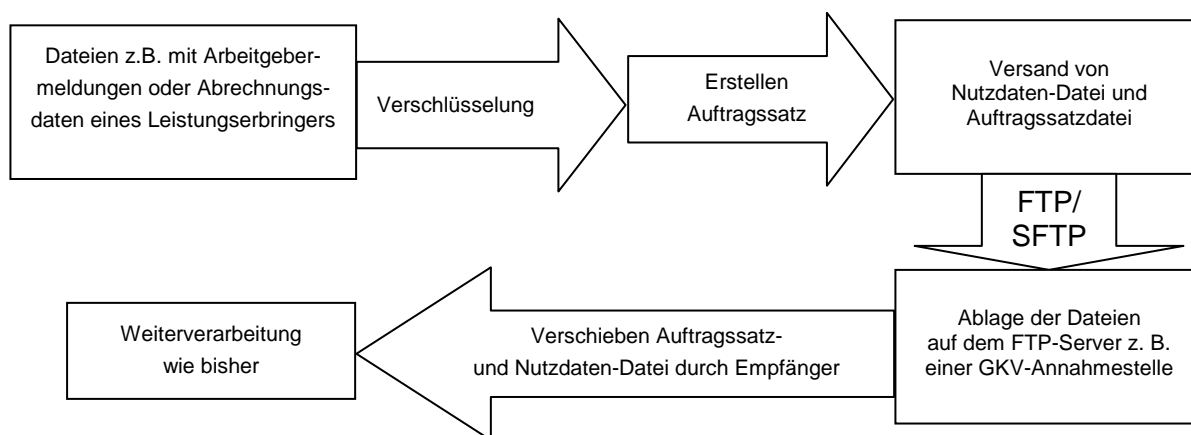 Dateien z.B. mit Arbeitgeber-
meldungen oder Abrechnungs-
daten eines Leistungserbringers
Verschlüsselung
Erstellen
Auftragssatz
Versand von
Nutzdaten-Datei und
Auftragssatzdatei
FTP/
SFTP
Ablage der Dateien
auf dem FTP-Server z. B.
einer GKV-Annahmestelle
Verschieben Auftragssatz-
und Nutzdaten-Datei durch Empfänger
Weiterverarbeitung
wie bisher